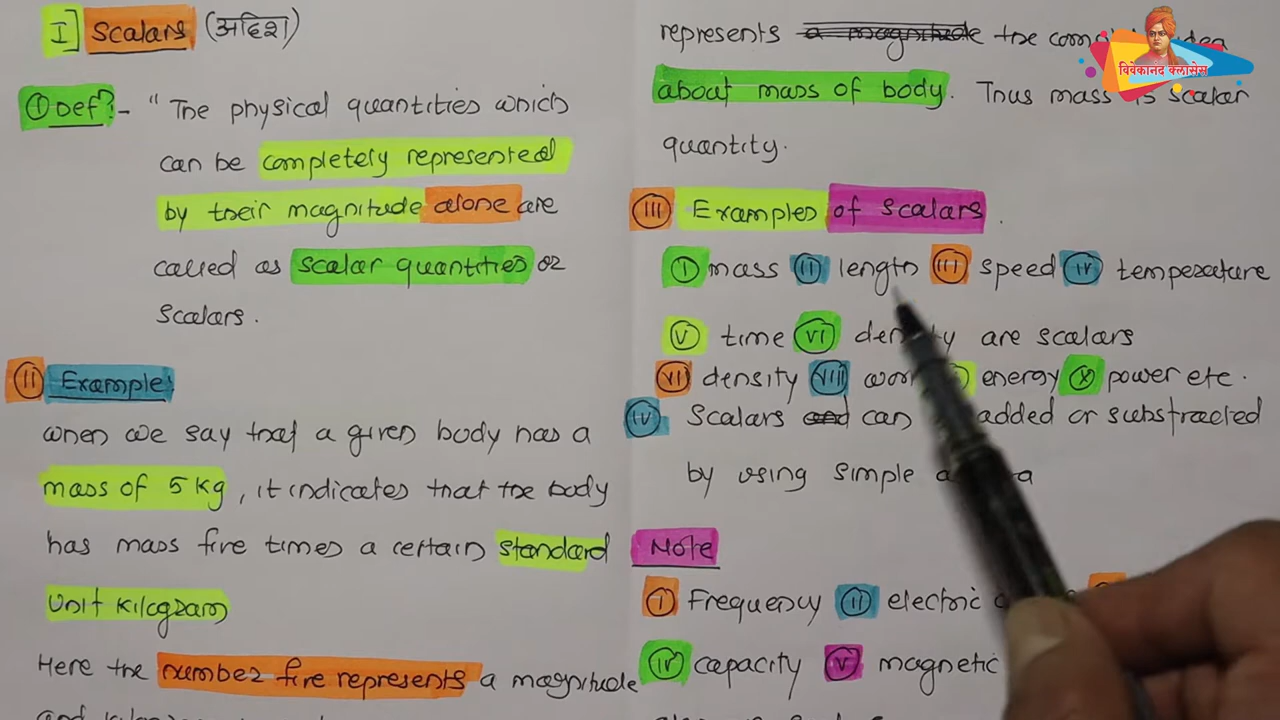 I] Scalars (अदिश)
① Def?- "The physical quantities which
can be completely represented
by their magnitude alone are
called as scalar quantities or
scalars.
II Example:
when we say that a given body has a
mass of 5 kg, it indicates that the body
has mass five times a certain standard
Unit kilogram
Here the number five represents a magnitude
represents the idea
about mass of body. Thus mass is scalar
quantity.
III Examples of scalars.
I mass II length III speed IV temperature
V time VI density are scalars
VI density VIII energy X power etc.
IV Scalars can added or substracted
by using simple
Note
I Frequency II electric
IV capacity V magnetic
विवेकानंद क्लासेस